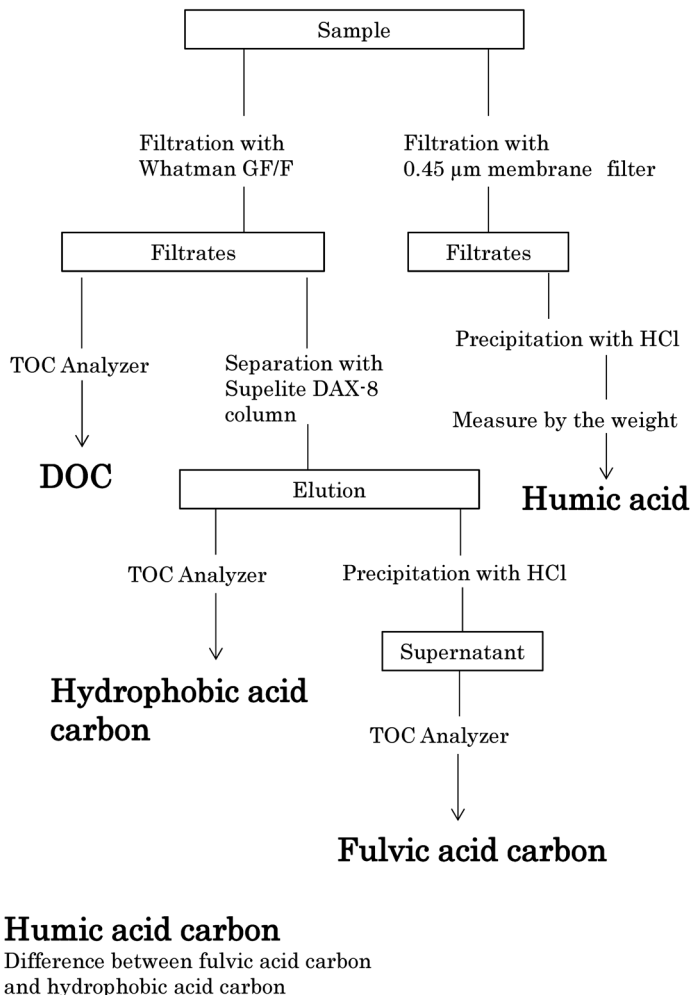 Sample
Filtration with
Whatman GF/F
Filtration with
0.45 µm membrane filter
Filtrates
Filtrates
TOC Analyzer
Separation with
Supelite DAX-8
column
Precipitation with HCl
Measure by the weight
DOC
Elution
Humic acid
TOC Analyzer
Precipitation with HCl
Supernatant
Hydrophobic acid
carbon
TOC Analyzer
Fulvic acid carbon
Humic acid carbon
Difference between fulvic acid carbon
and hydrophobic acid carbon